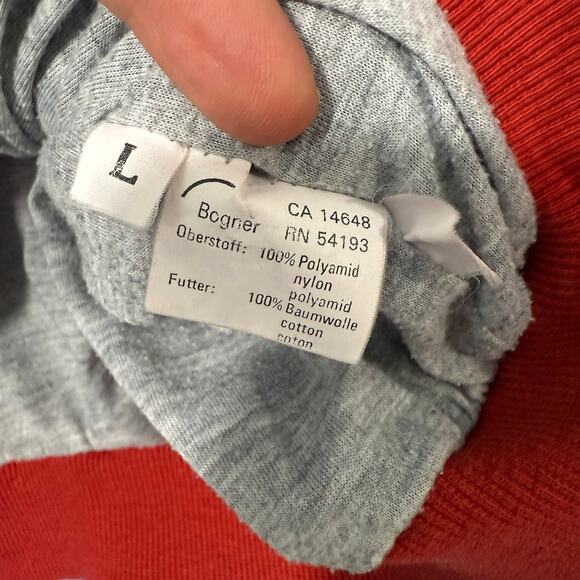 L
Bogner
CA 14648
RN 54193
Oberstoff: 100% Polyamid
nylon
polyamid
Futter: 100% Baumwolle
cotton
coton